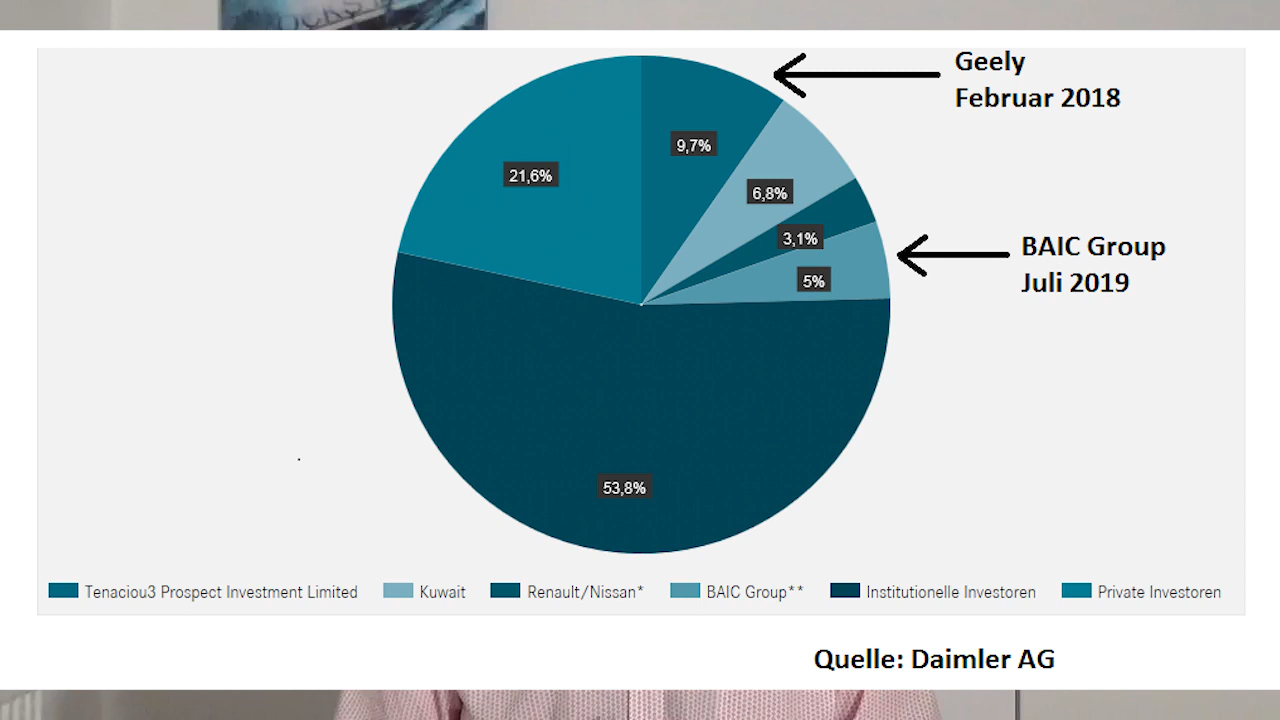 Geely
Februar 2018
9,7%
21,6%
6,8%
3,1%
BAIC Group
Juli 2019
5%
53,8%
Tenaciou3 Prospect Investment Limited
Kuwait
Renault/Nissan*
BAIC Group**
Institutionelle Investoren
Private Investoren
Quelle: Daimler AG